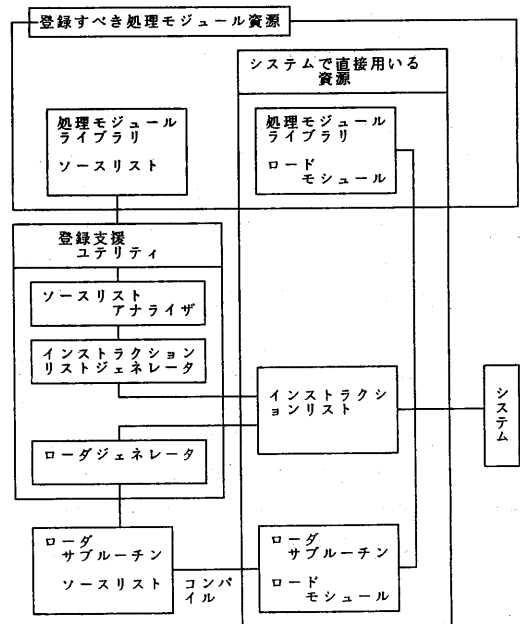 登録すべき処理モジュール資源
システムで直接用いる
資源
処理モジュール
ライブラリ
ソースリスト
処理モジュール
ライブラリ
ロード
モシュール
登録支援
ユテリティ
ソースリスト
アナライザ
インストラクション
リストジェネレータ
インストラクシ
ョンリスト
システム
ローダジェネレータ
ローダ
サブルーチン
ソースリスト
コンパ
イル
ローダ
サブルーチン
ロード
モシュール